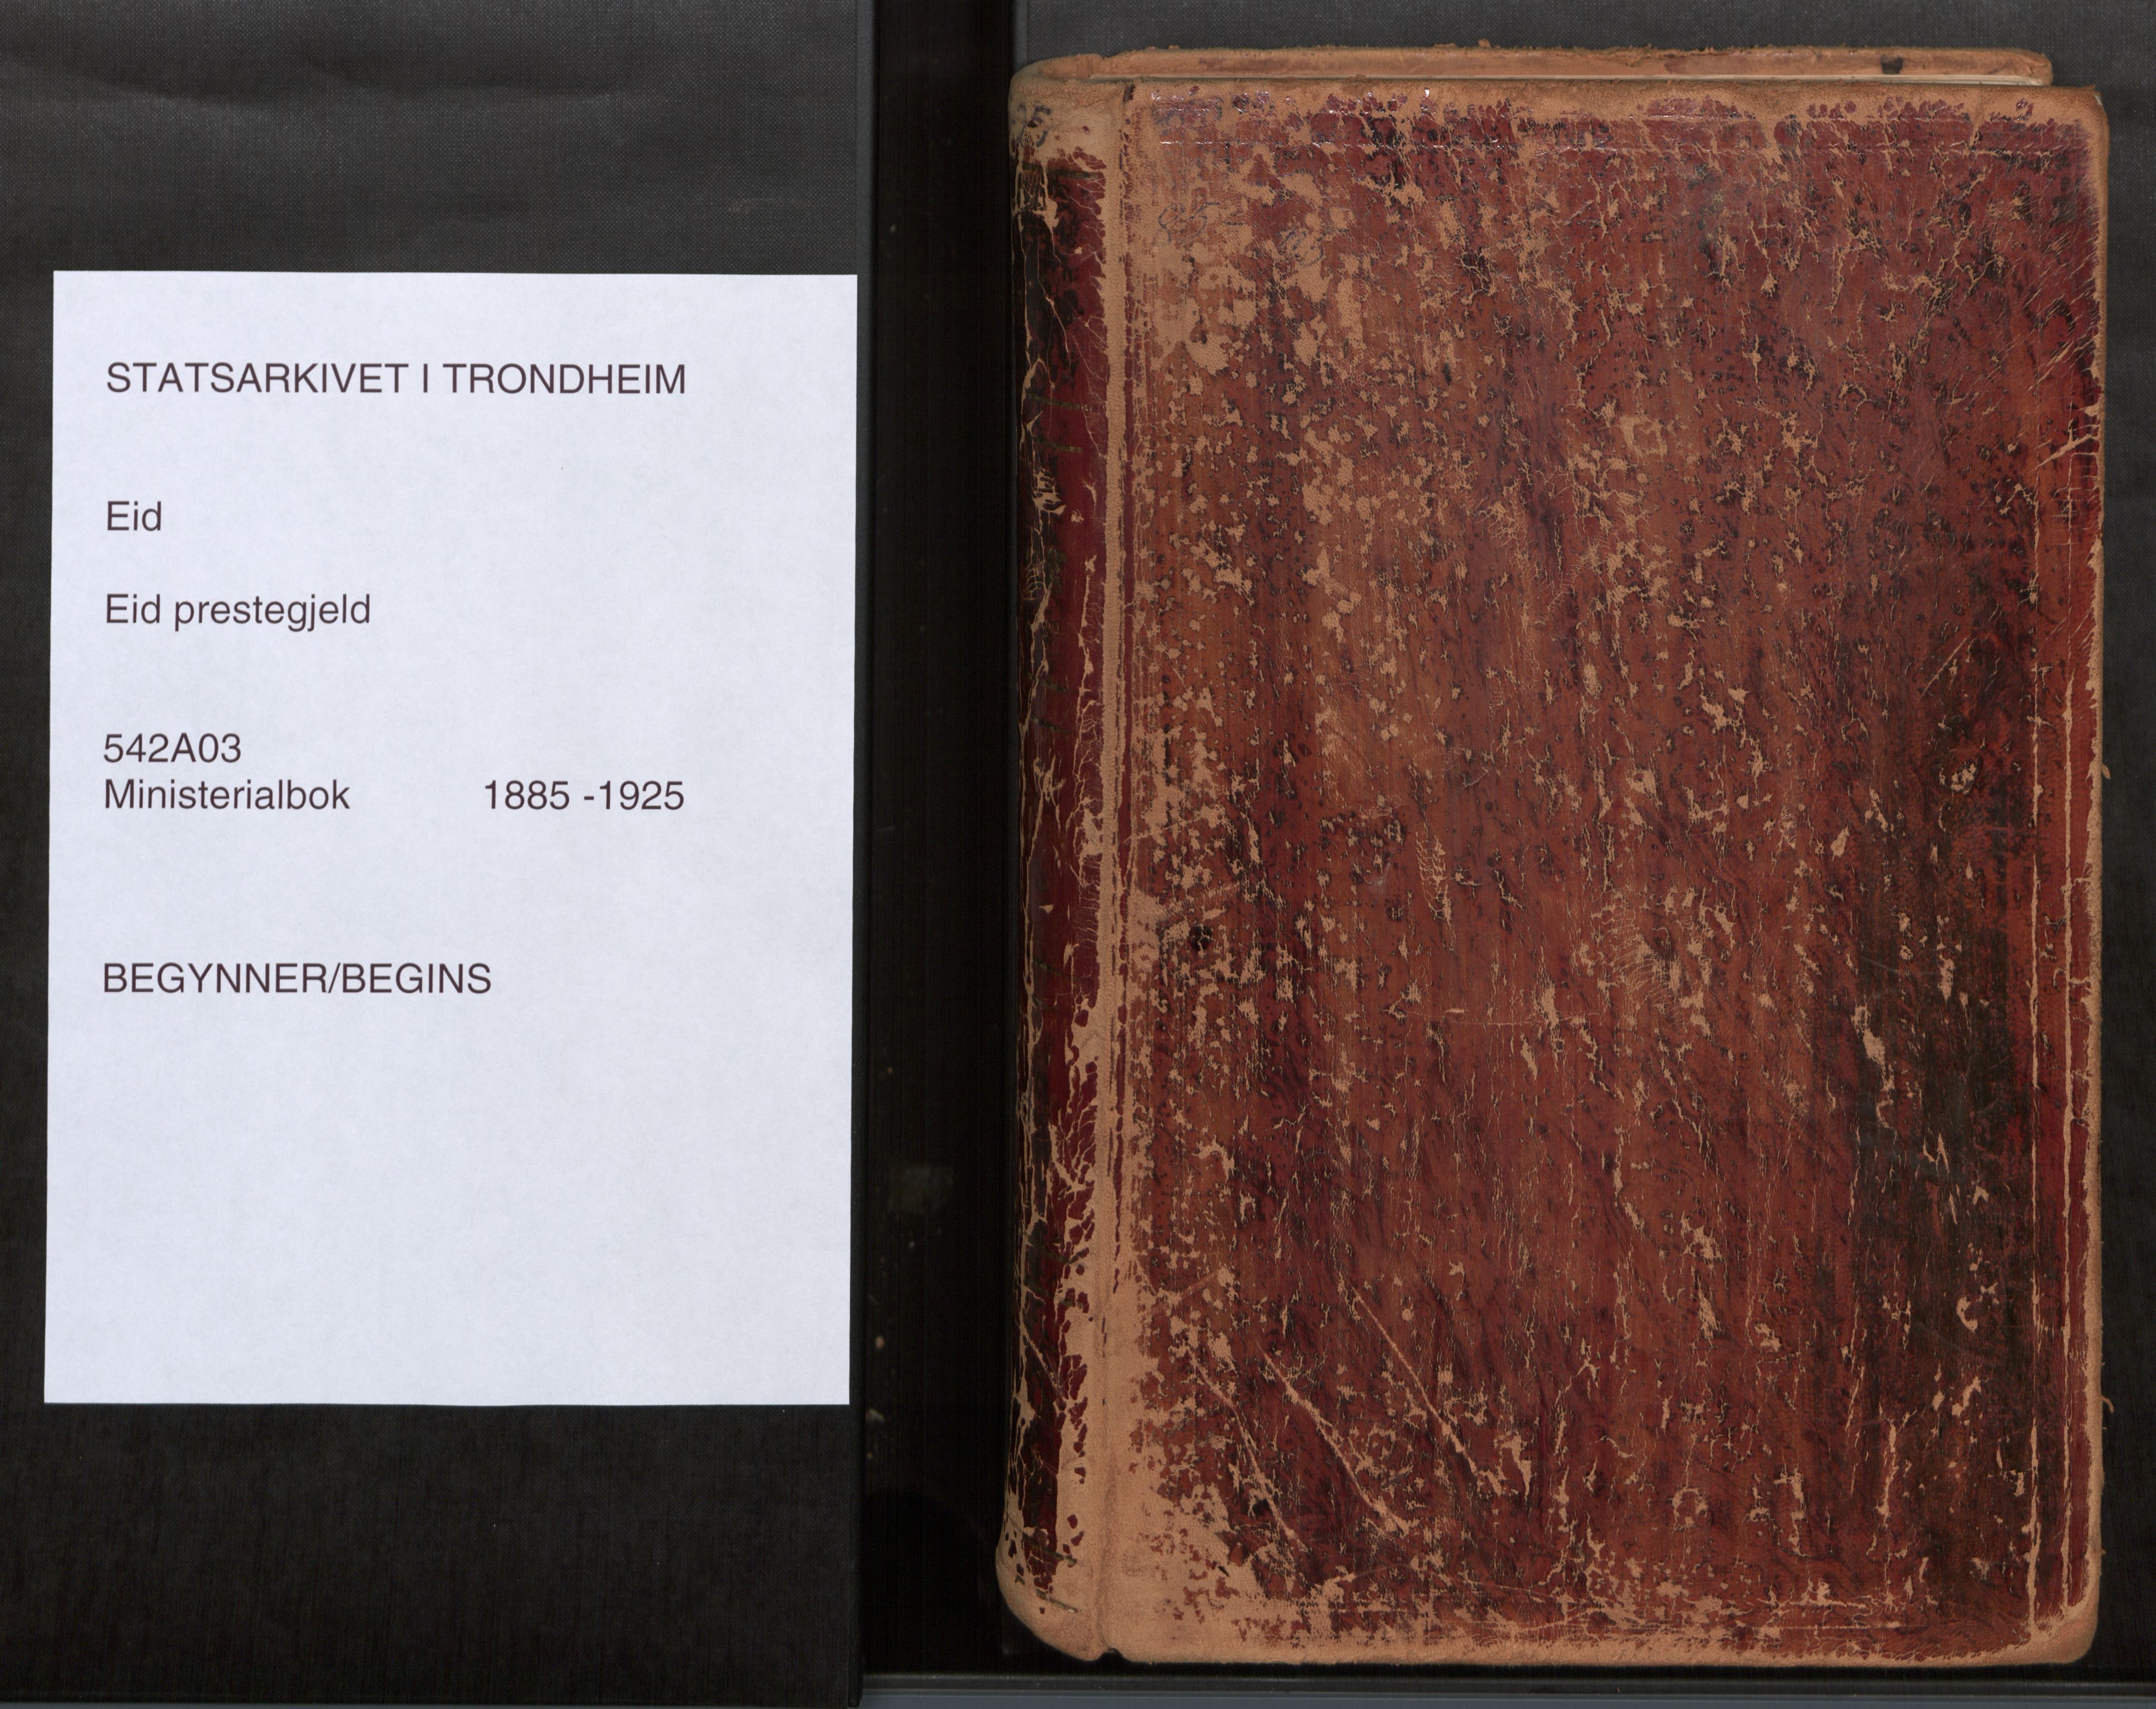 STATSARKIVET I TRONDHEIM
Eid
Eid prestegjeld
542A03
Ministerialbok 1885 -1925
BEGYNNER/BEGINS